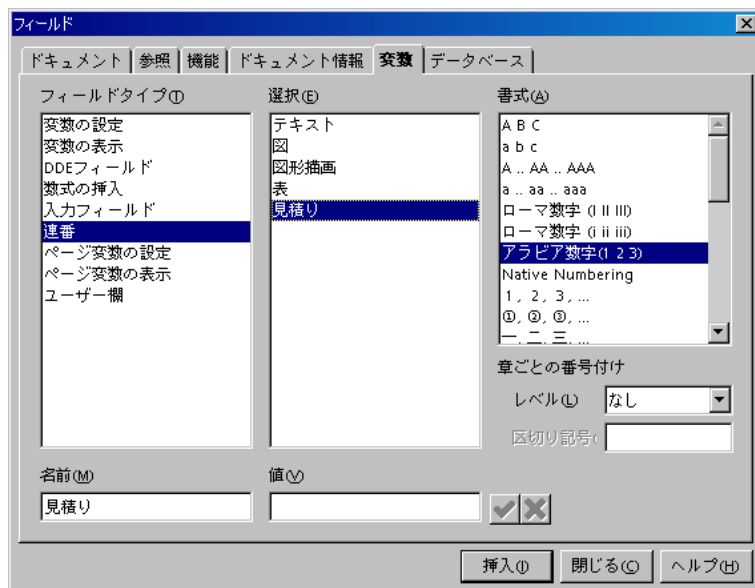 フィールド
ドキュメント 参照 機能 ドキュメント情報 変数 データベース
フィールドタイプ(T)
変数の設定
変数の表示
DDEフィールド
数式の挿入
入力フィールド
連番
ページ変数の設定
ページ変数の表示
ユーザー欄
選択(E)
テキスト
図
図形描画
表
見積り
書式(A)
A B C
a b c
A .. AA .. AAA
a .. aa .. aaa
ローマ数字 (I II III)
ローマ数字 (i ii iii)
アラビア数字(1 2 3)
Native Numbering
1, 2, 3, ...
①, ②, ③, ...
一, 二, 三, ...
章ごとの番号付け
レベル(L) なし
区切り記号(
名前(M)
見積り
値(V)
挿入(I) 閉じる(C) ヘルプ(H)